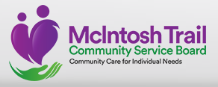 McIntosh Trail
Community Service Board
Community Care for Individual Needs